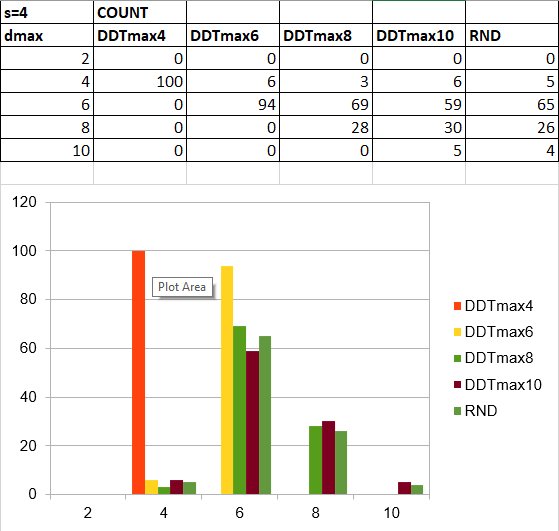 s=4 COUNT
dmax DDTmax4 DDTmax6 DDTmax8 DDTmax10 RND
2 0 0 0 0 0
4 100 6 3 6 5
6 0 94 69 59 65
8 0 0 28 30 26
10 0 0 0 5 4
120
100
Plot Area
80
60
40
20
0
2 4 6 8 10
DDTmax4
DDTmax6
DDTmax8
DDTmax10
RND